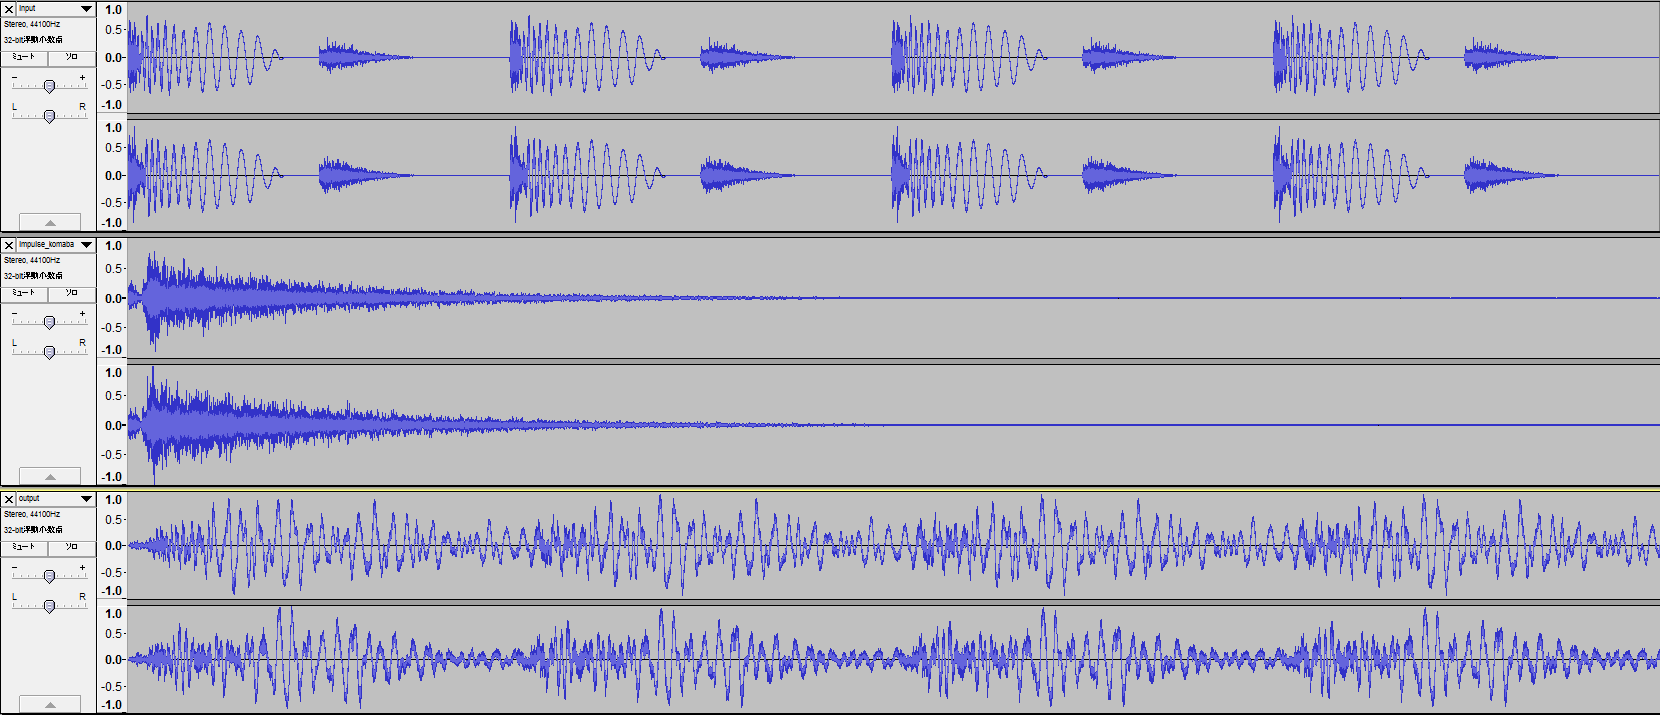 input
Stereo, 44100Hz
32-bit浮動小数点
ミュート ソロ
- +
L R
1.0
0.5-
0.0-
-0.5-
-1.0
1.0
0.5-
0.0-
-0.5-
-1.0
Impulse_komaba
Stereo, 44100Hz
32-bit浮動小数点
ミュート ソロ
- +
L R
1.0
0.5-
0.0-
-0.5-
-1.0
1.0
0.5-
0.0-
-0.5-
-1.0
output
Stereo, 44100Hz
32-bit浮動小数点
ミュート ソロ
- +
L R
1.0
0.5-
0.0-
-0.5-
-1.0
1.0
0.5-
0.0-
-0.5-
-1.0